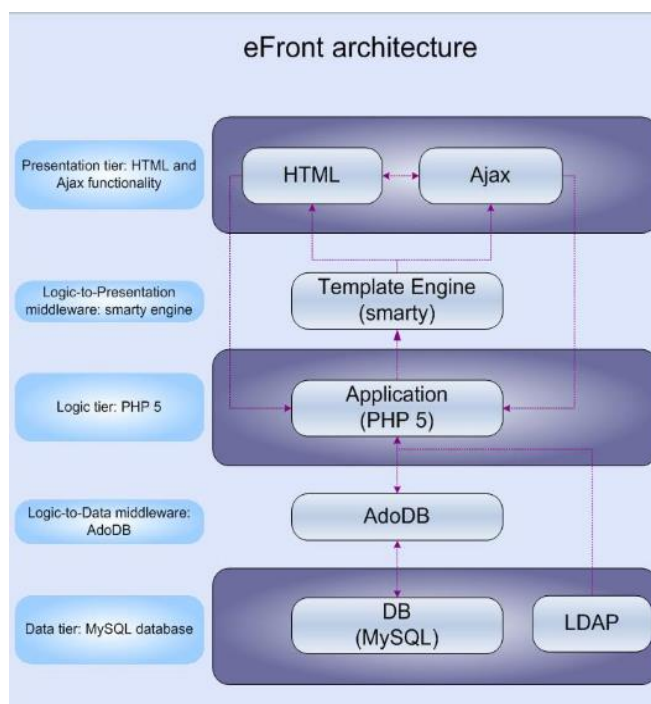 eFront architecture
Presentation tier: HTML and
Ajax functionality
HTML
Ajax
Logic-to-Presentation
middleware: smarty engine
Template Engine
(smarty)
Logic tier: PHP 5
Application
(PHP 5)
Logic-to-Data middleware:
AdoDB
AdoDB
Data tier: MySQL database
DB
(MySQL)
LDAP